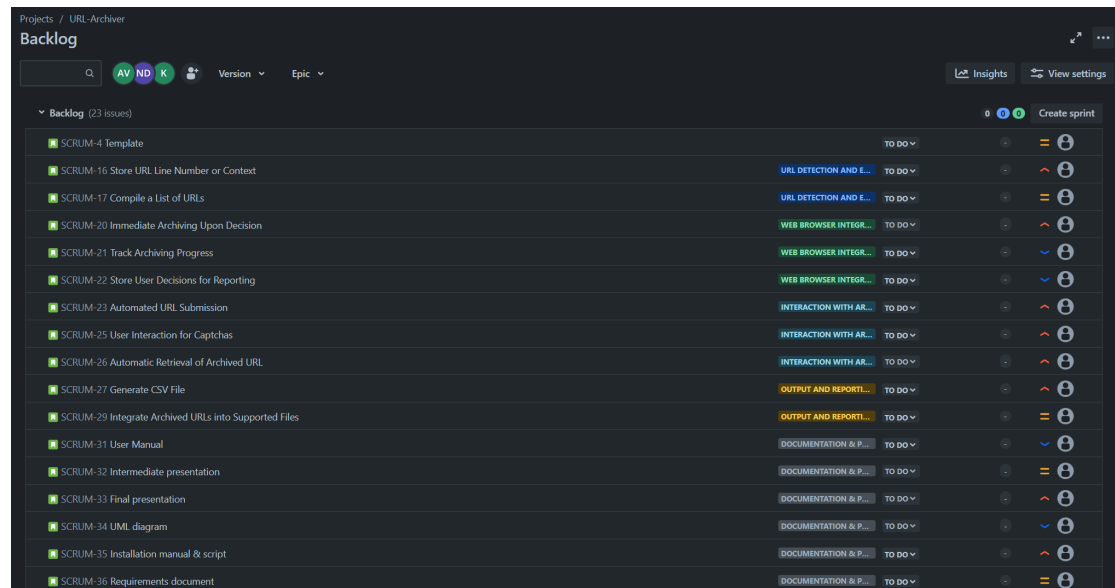 Projects / URL-Archiver
Backlog
AV ND K Version Epic Insights View settings
Backlog (23 issues) 0 0 0 Create sprint
SCRUM-4 Template TO DO -
SCRUM-16 Store URL Line Number or Context URL DETECTION AND E... TO DO -
SCRUM-17 Compile a List of URLs URL DETECTION AND E... TO DO -
SCRUM-20 Immediate Archiving Upon Decision WEB BROWSER INTEGR... TO DO -
SCRUM-21 Track Archiving Progress WEB BROWSER INTEGR... TO DO -
SCRUM-22 Store User Decisions for Reporting WEB BROWSER INTEGR... TO DO -
SCRUM-23 Automated URL Submission INTERACTION WITH AR... TO DO -
SCRUM-25 User Interaction for Captchas INTERACTION WITH AR... TO DO -
SCRUM-26 Automatic Retrieval of Archived URL INTERACTION WITH AR... TO DO -
SCRUM-27 Generate CSV File OUTPUT AND REPORTI... TO DO -
SCRUM-29 Integrate Archived URLs into Supported Files OUTPUT AND REPORTI... TO DO -
SCRUM-31 User Manual DOCUMENTATION & P... TO DO -
SCRUM-32 Intermediate presentation DOCUMENTATION & P... TO DO -
SCRUM-33 Final presentation DOCUMENTATION & P... TO DO -
SCRUM-34 UML diagram DOCUMENTATION & P... TO DO -
SCRUM-35 Installation manual & script DOCUMENTATION & P... TO DO -
SCRUM-36 Requirements document DOCUMENTATION & P... TO DO -